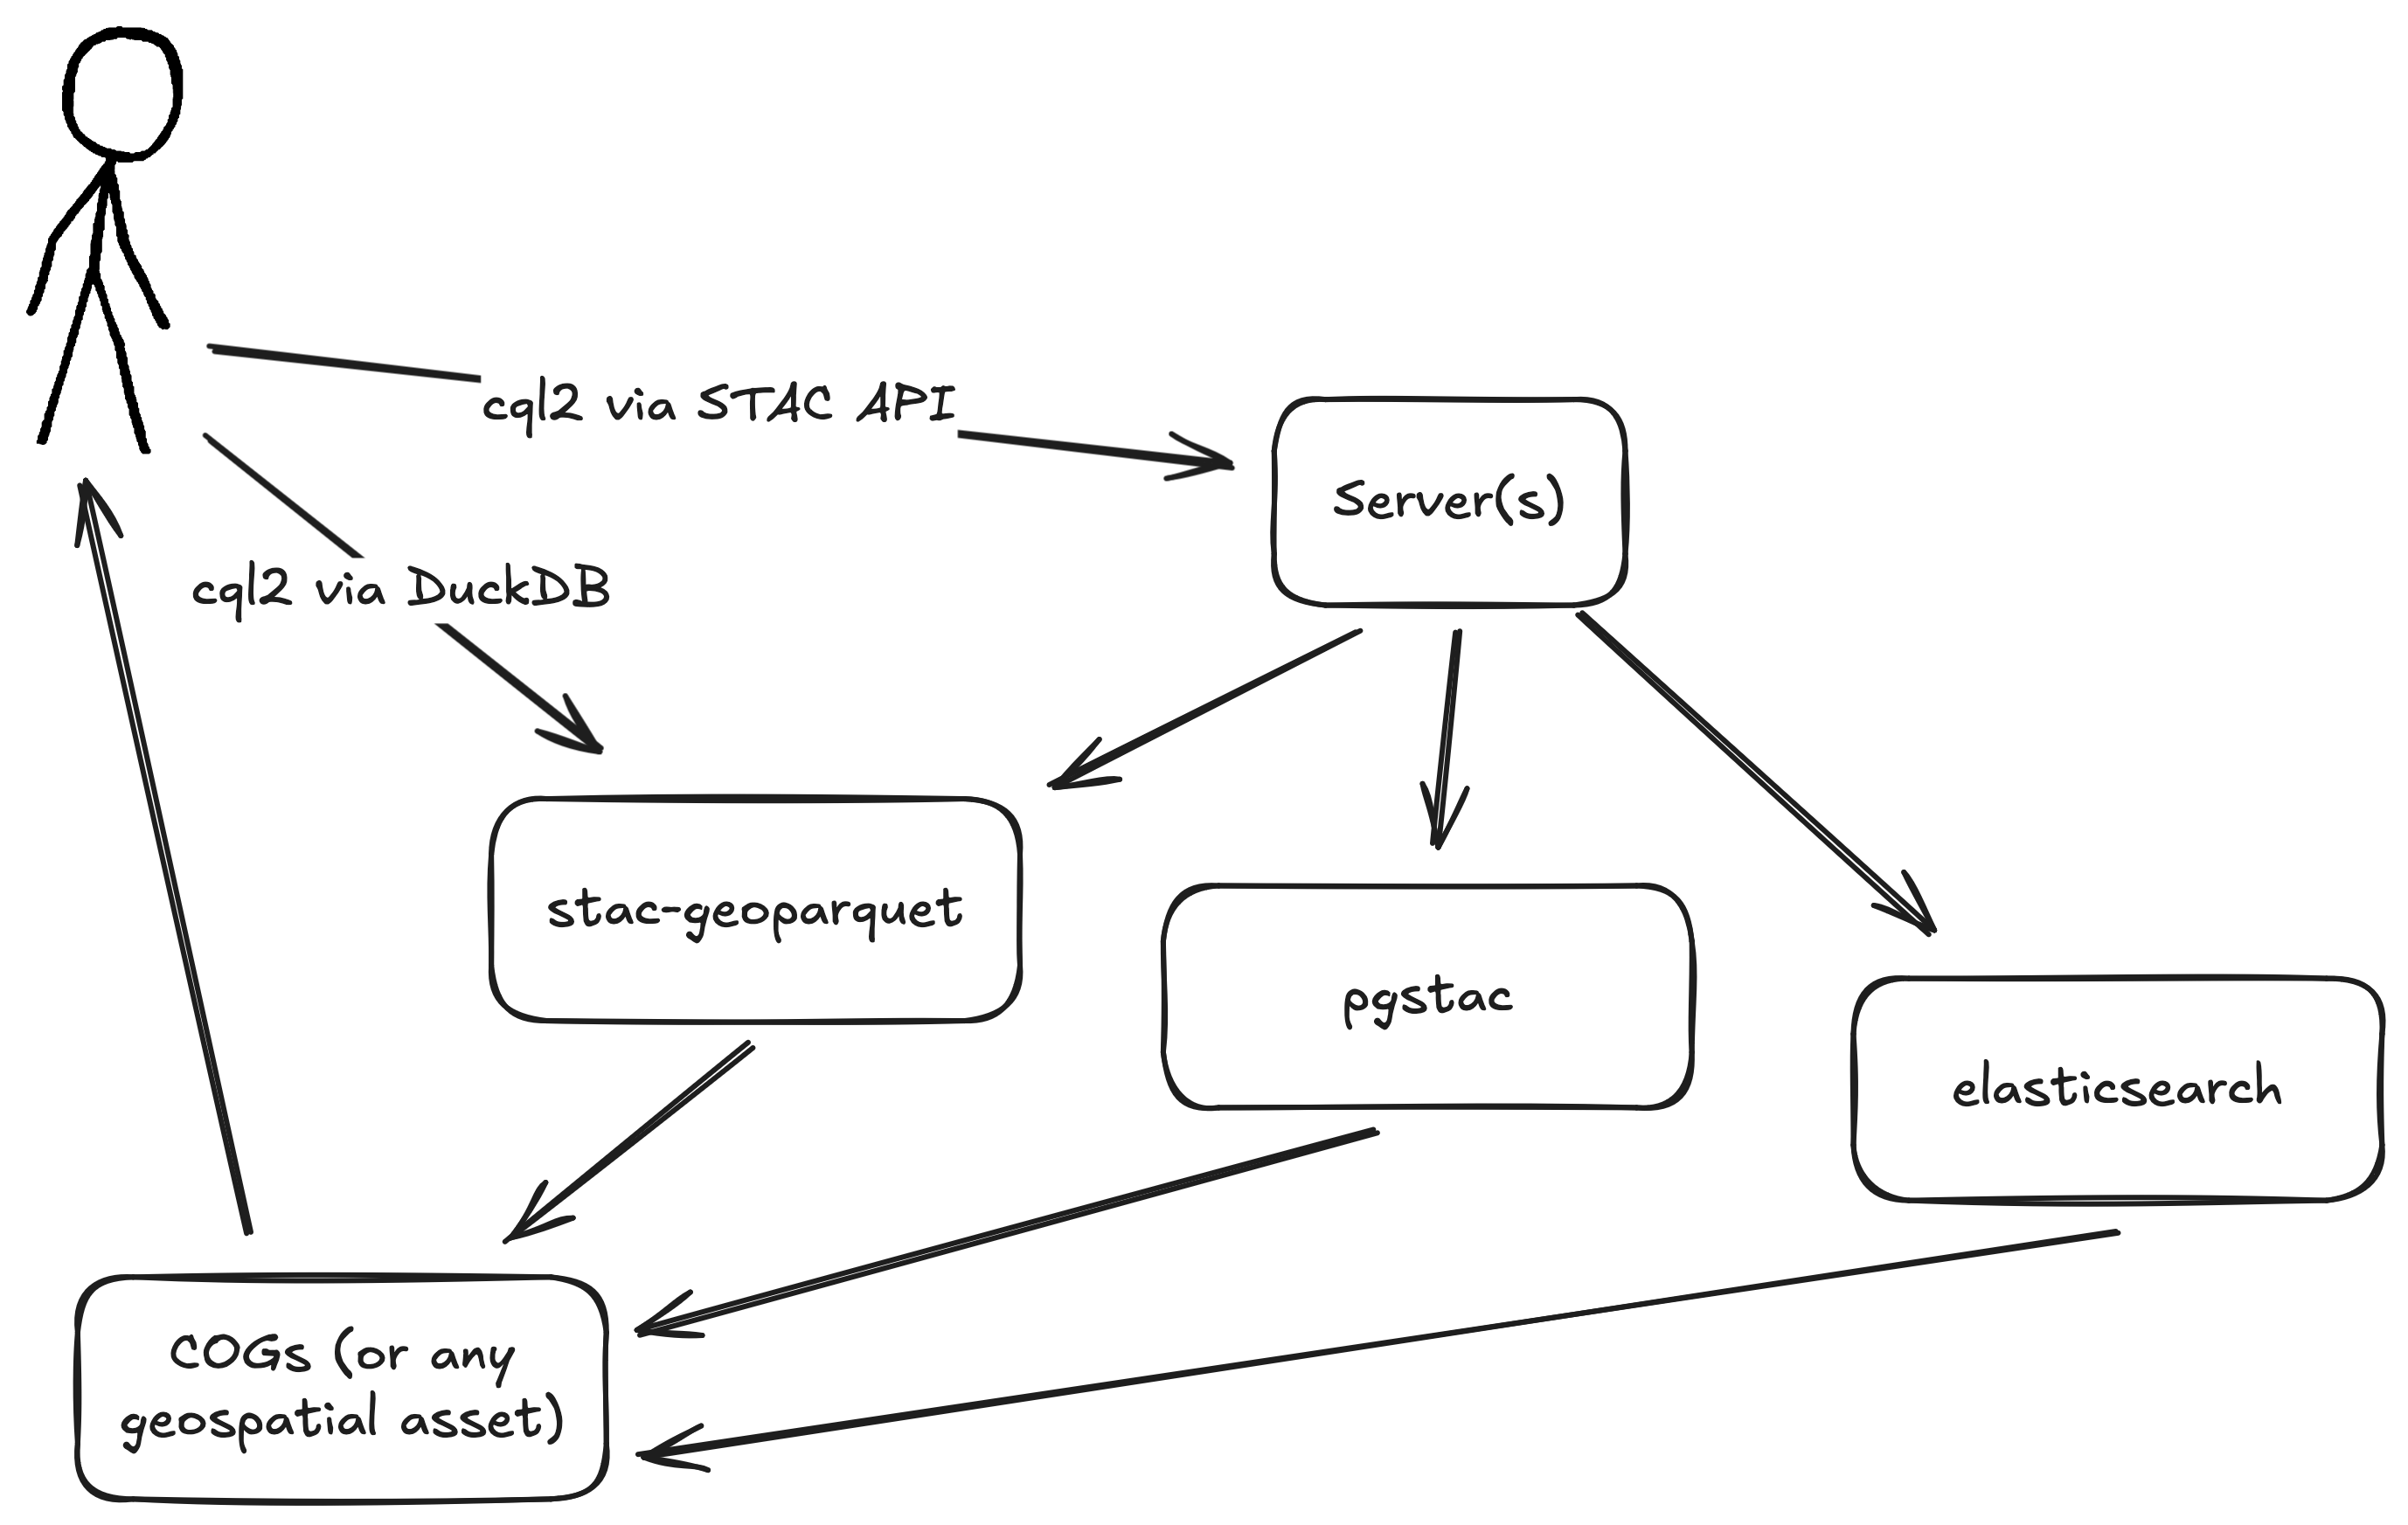 cql2 via STAC API
Server(s)
cql2 via DuckDB
stac-geoparquet
pgstac
elasticsearch
COGs (or any
geospatial asset)